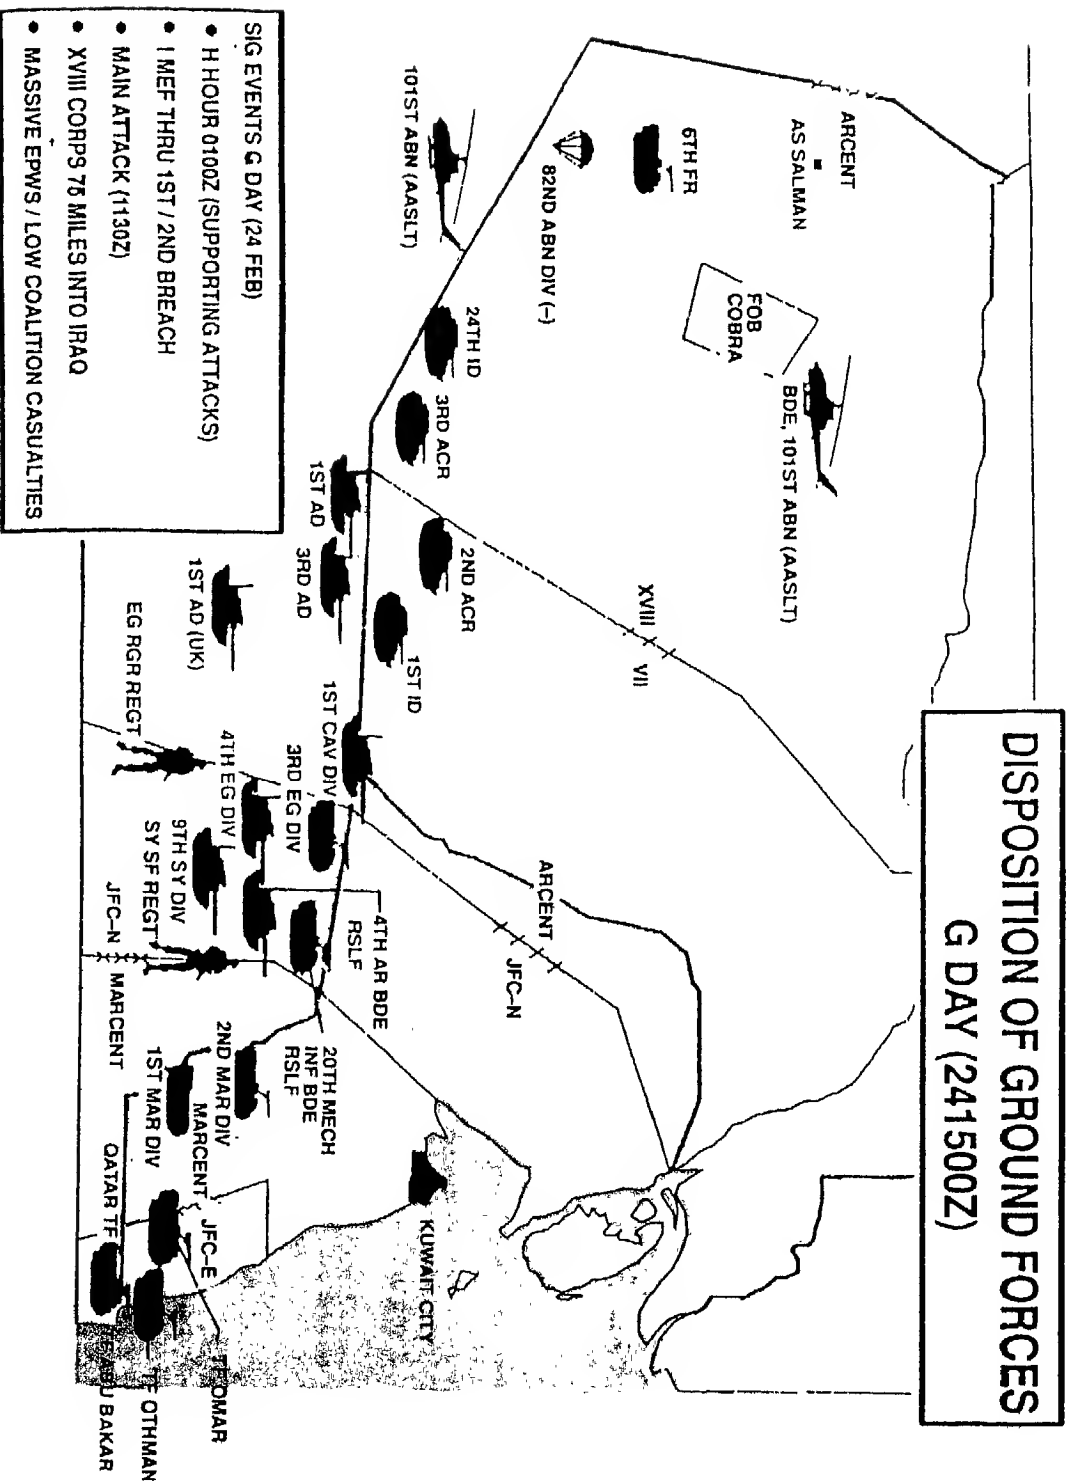 DISPOSITION OF GROUND FORCES
G DAY (241500Z)
ARCENT
AS SALMAN
6TH FR
82ND ABN DIV (–)
101ST ABN (AASLT)
FOB
COBRA
BDE, 101ST ABN (AASLT)
24TH ID
3RD ACR
1ST AD
3RD AD
2ND ACR
1ST ID
XVIII
VII
1ST AD (UK)
EG RGR REGT
1ST CAV DIV
3RD EG DIV
4TH EG DIV
9TH SY DIV
SY SF REGT
ARCENT
JFC–N
4TH AR BDE
RSLF
20TH MECH
INF BDE
RSLF
JFC–N
MARCENT
2ND MAR DIV
1ST MAR DIV
MARCENT
JFC–E
KUWAIT CITY
QATAR TF
TF OMAR
TF OTHMAN
TF ABU BAKAR
SIG EVENTS G DAY (24 FEB)
• H HOUR 0100Z (SUPPORTING ATTACKS)
• I MEF THRU 1ST / 2ND BREACH
• MAIN ATTACK (1130Z)
• XVIII CORPS 75 MILES INTO IRAQ
• MASSIVE EPWS / LOW COALITION CASUALTIES